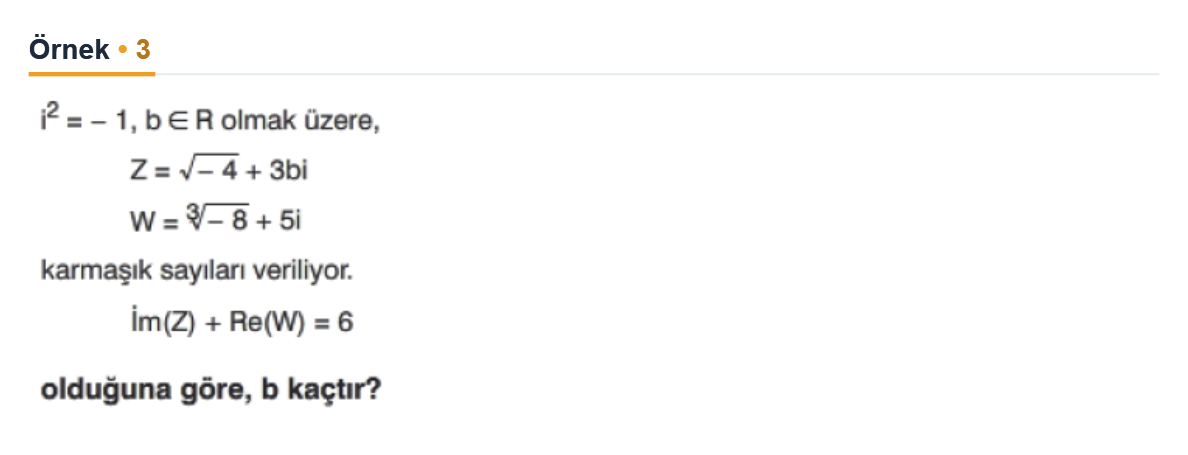 Örnek • 3
i² = – 1, b ∈ R olmak üzere,
Z = √– 4 + 3bi
W = ∛– 8 + 5i
karmaşık sayıları veriliyor.
İm(Z) + Re(W) = 6
olduğuna göre, b kaçtır?